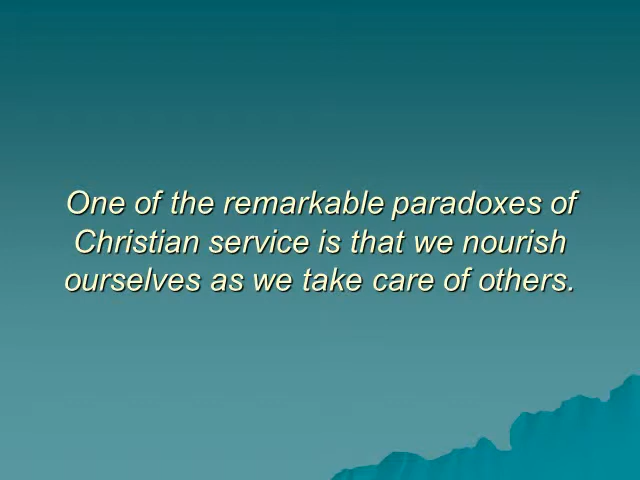 One of the remarkable paradoxes of
Christian service is that we nourish
ourselves as we take care of others.